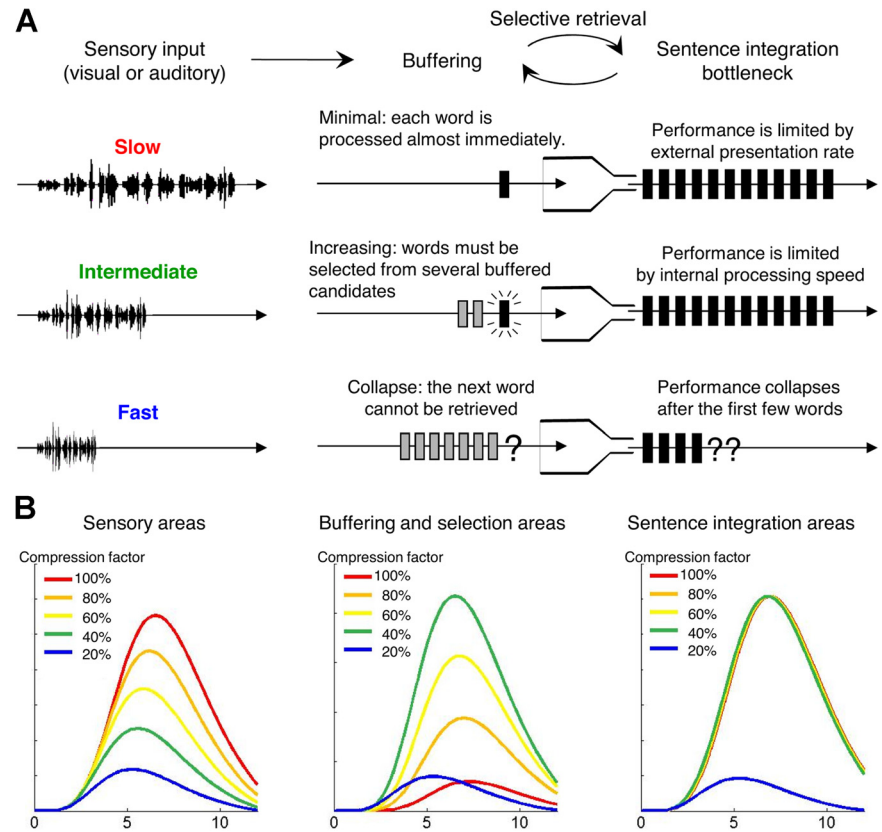 A
Selective retrieval
Sensory input
(visual or auditory)
Buffering
Sentence integration
bottleneck
Slow
Minimal: each word is
processed almost immediately.
Performance is limited by
external presentation rate
Intermediate
Increasing: words must be
selected from several buffered
candidates
Performance is limited
by internal processing speed
Fast
Collapse: the next word
cannot be retrieved
?
Performance collapses
after the first few words
??
B
Sensory areas
Compression factor
100%
80%
60%
40%
20%
0 5 10
Buffering and selection areas
Compression factor
100%
80%
60%
40%
20%
0 5 10
Sentence integration areas
Compression factor
100%
80%
60%
40%
20%
0 5 10